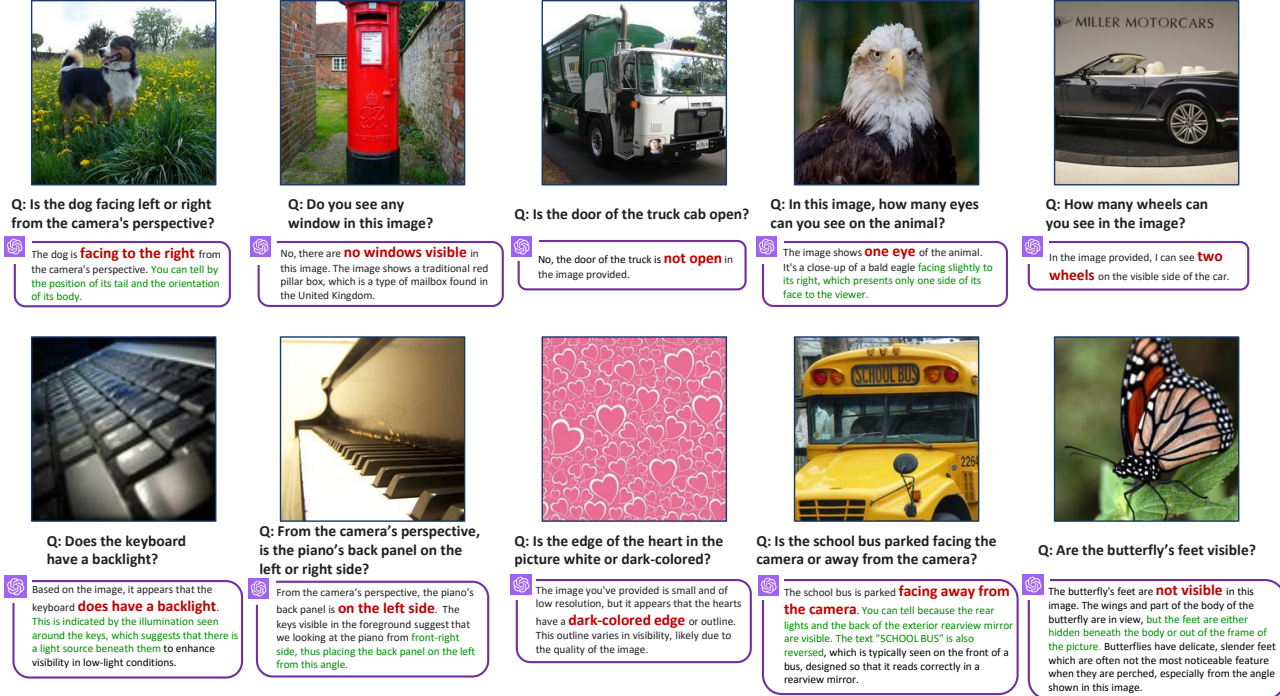 MILLER MOTORCARS
Q: Is the dog facing left or right
from the camera's perspective?
The dog is facing to the right from
the camera's perspective. You can tell by
the position of its tail and the orientation
of its body.
Q: Do you see any
window in this image?
No, there are no windows visible in
this image. The image shows a traditional red
pillar box, which is a type of mailbox found in
the United Kingdom.
Q: Is the door of the truck cab open?
No, the door of the truck is not open in
the image provided.
Q: In this image, how many eyes
can you see on the animal?
The image shows one eye of the animal.
It's a close-up of a bald eagle facing slightly to
its right, which presents only one side of its
face to the viewer.
Q: How many wheels can
you see in the image?
In the image provided, I can see two
wheels on the visible side of the car.
SCHOOL BUS
2264
Q: Does the keyboard
have a backlight?
Based on the image, it appears that the
keyboard does have a backlight.
This is indicated by the illumination seen
around the keys, which suggests that there is
a light source beneath them to enhance
visibility in low-light conditions.
Q: From the camera’s perspective,
is the piano’s back panel on the
left or right side?
From the camera's perspective, the piano's
back panel is on the left side. The
keys visible in the foreground suggest that
we looking at the piano from front-right
side, thus placing the back panel on the left
from this angle.
Q: Is the edge of the heart in the
picture white or dark-colored?
The image you've provided is small and of
low resolution, but it appears that the hearts
have a dark-colored edge or outline.
This outline varies in visibility, likely due to
the quality of the image.
Q: Is the school bus parked facing the
camera or away from the camera?
The school bus is parked facing away from
the camera. You can tell because the rear
lights and the back of the exterior rearview mirror
are visible. The text "SCHOOL BUS" is also
reversed, which is typically seen on the front of a
bus, designed so that it reads correctly in a
rearview mirror.
Q: Are the butterfly’s feet visible?
The butterfly's feet are not visible in this
image. The wings and part of the body of the
butterfly are in view, but the feet are either
hidden beneath the body or out of the frame of
the picture. Butterflies have delicate, slender feet
which are often not the most noticeable feature
when they are perched, especially from the angle
shown in this image.